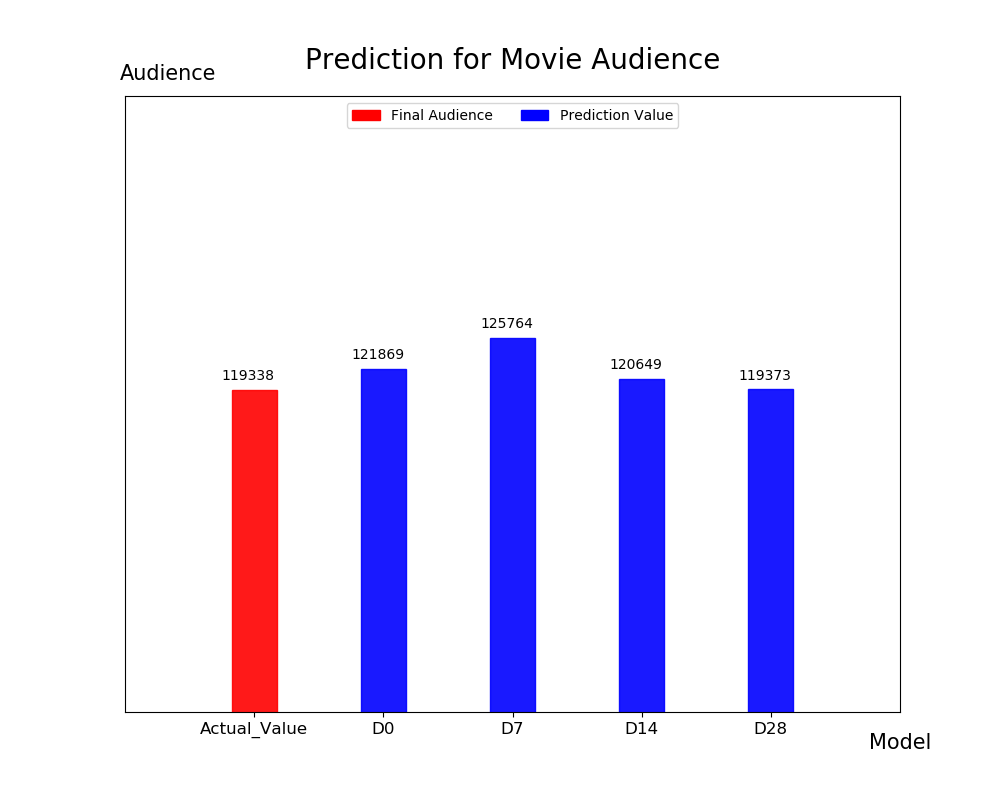 Prediction for Movie Audience
Audience
Final Audience
Prediction Value
119338
121869
125764
120649
119373
Actual_Value
D0
D7
D14
D28
Model